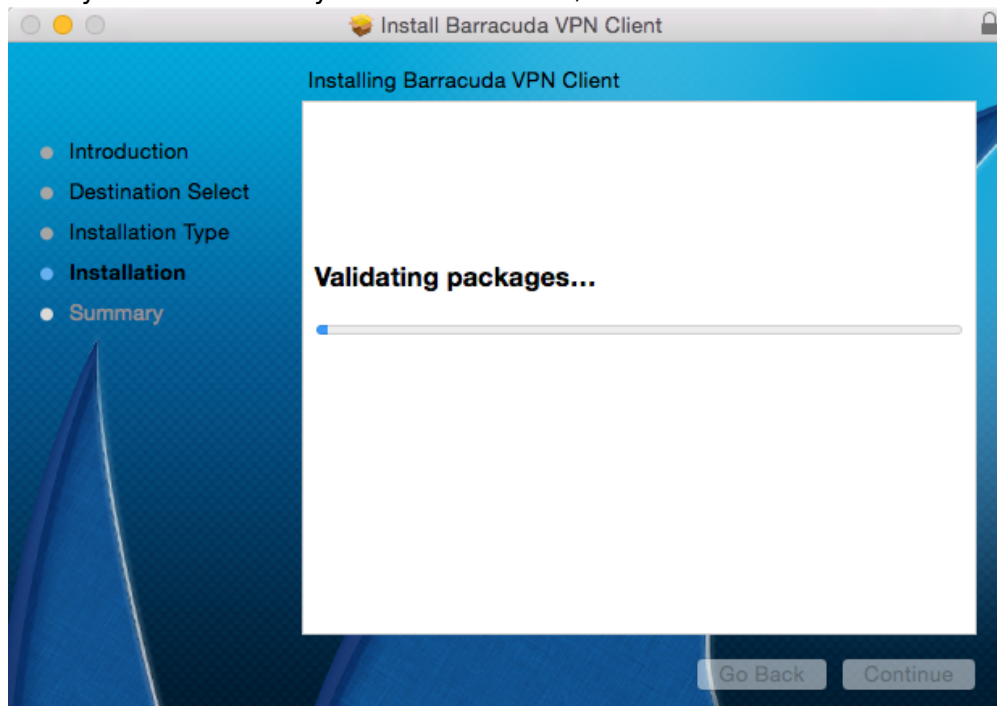 Install Barracuda VPN Client
Installing Barracuda VPN Client
Introduction
Destination Select
Installation Type
Installation
Summary
Validating packages...
Go Back
Continue